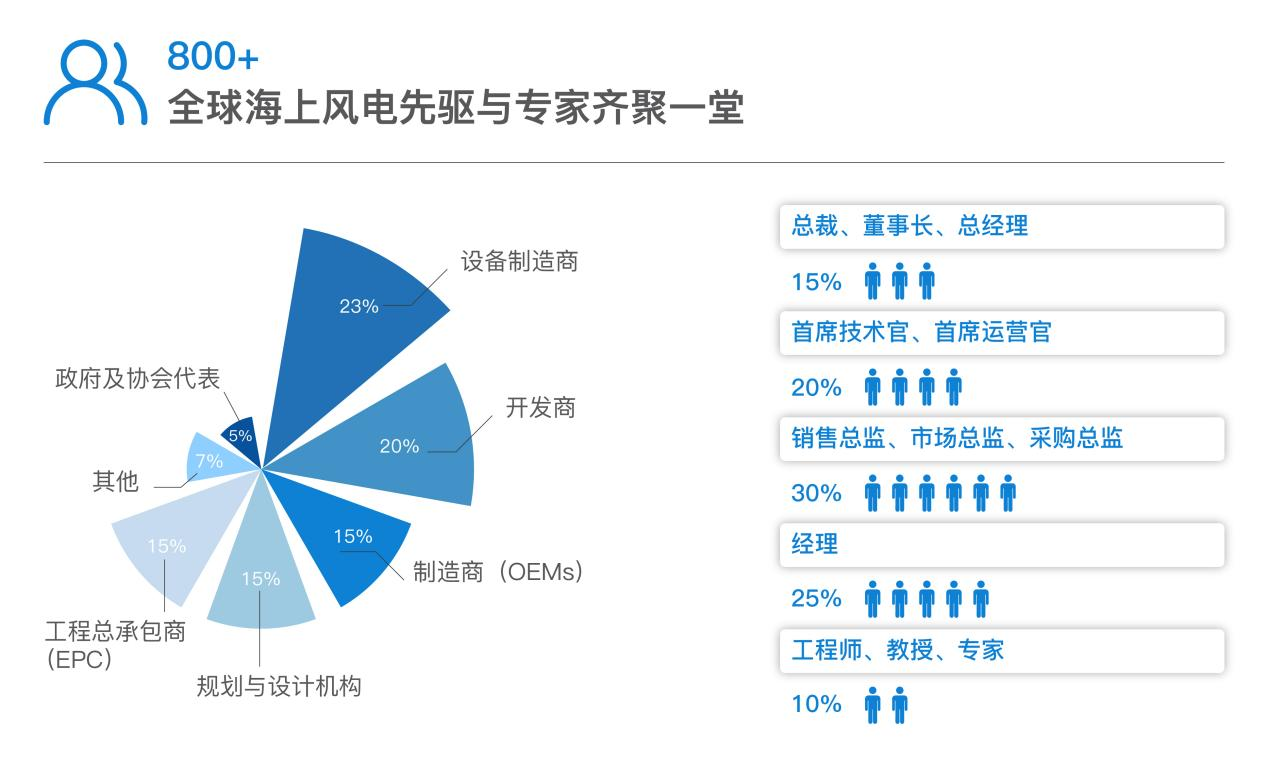 800+
全球海上风电先驱与专家齐聚一堂
设备制造商
23%
开发商
20%
制造商（OEMs）
15%
规划与设计机构
15%
工程总承包商
(EPC)
15%
其他
7%
政府及协会代表
5%
总裁、董事长、总经理
15%
首席技术官、首席运营官
20%
销售总监、市场总监、采购总监
30%
经理
25%
工程师、教授、专家
10%